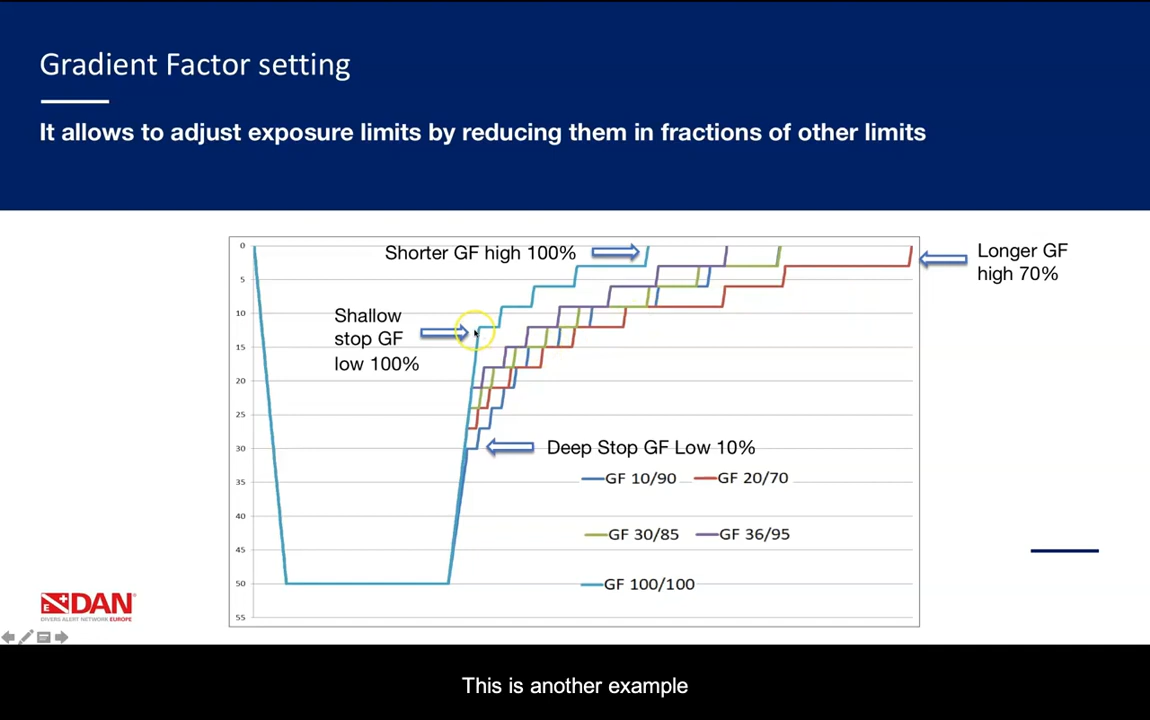 Gradient Factor setting
It allows to adjust exposure limits by reducing them in fractions of other limits
0
5
10
15
20
25
30
35
40
45
50
55
Shorter GF high 100%
Longer GF
high 70%
Shallow
stop GF
low 100%
Deep Stop GF Low 10%
GF 10/90
GF 20/70
GF 30/85
GF 36/95
GF 100/100
E
DAN
DIVERS ALERT NETWORK EUROPE
This is another example